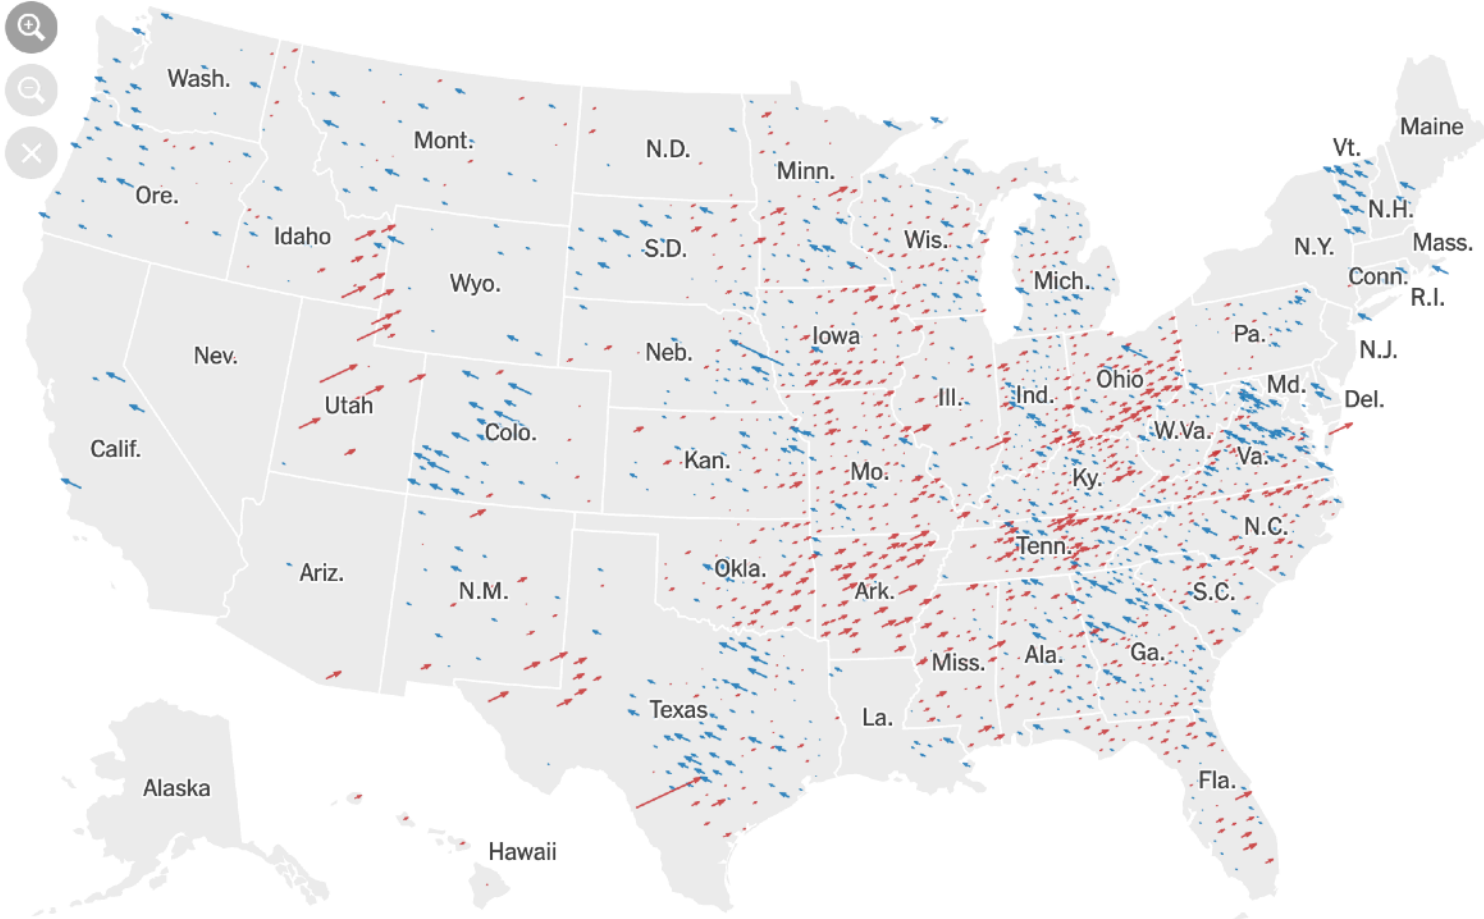 Wash.
Maine
Vt.
Mont.
N.D.
Minn.
Ore.
N.H.
Idaho
S.D.
Wis.
N.Y.
Mass.
Wyo.
Mich.
Conn.
R.I.
Nev.
Neb.
Iowa
Pa.
N.J.
Utah
Ill.
Ind.
Ohio
Md.
Del.
Calif.
Colo.
Kan.
Mo.
Ky.
W.Va.
Va.
Ariz.
N.M.
Okla.
Ark.
Tenn.
N.C.
S.C.
Texas
La.
Miss.
Ala.
Ga.
Alaska
Fla.
Hawaii